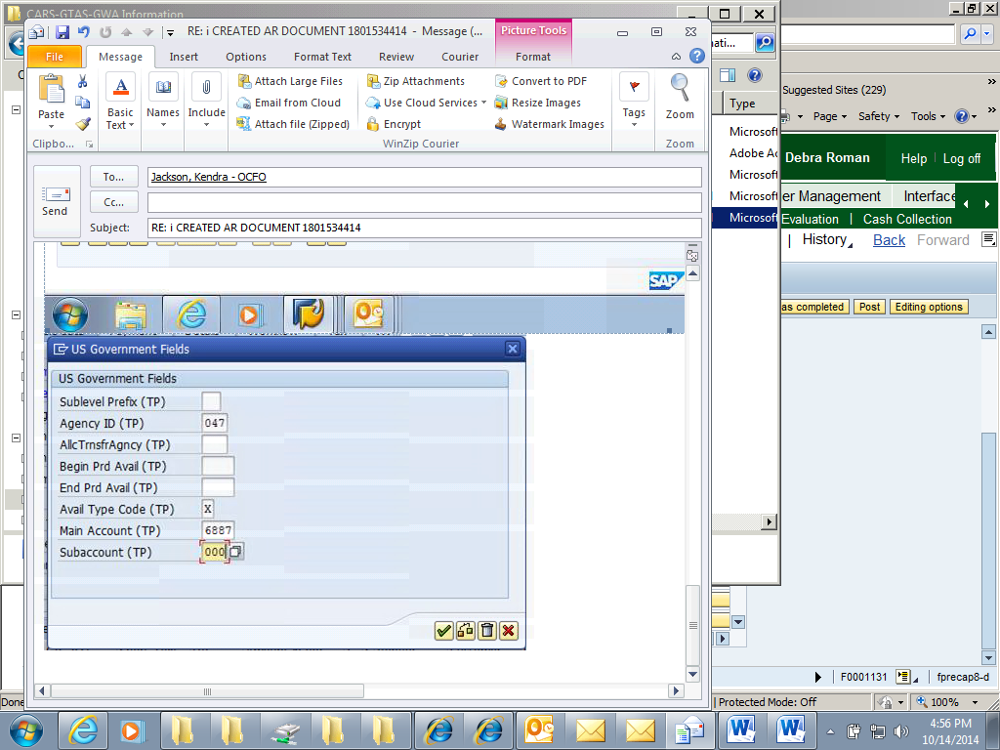 CARS-GTAS-GWA Information
RE: i CREATED AR DOCUMENT 1801534414 - Message (...
Picture Tools
File
Message
Insert
Options
Format Text
Review
Courier
Format
Paste
Basic Text
Names
Include
Attach Large Files
Email from Cloud
Attach file (Zipped)
Zip Attachments
Use Cloud Services
Encrypt
Convert to PDF
Resize Images
Watermark Images
Tags
Zoom
Clipbo...
WinZip Courier
Zoom
Send
To...
Jackson, Kendra - OCFO
Cc...
Subject:
RE: i CREATED AR DOCUMENT 1801534414
SAP
US Government Fields
US Government Fields
Sublevel Prefix (TP)
Agency ID (TP) 047
AllcTrnsfrAgncy (TP)
Begin Prd Avail (TP)
End Prd Avail (TP)
Avail Type Code (TP) X
Main Account (TP) 6887
Subaccount (TP) 000
ati...
Type
Microsoft
Adobe Ac
Microsoft
Microsoft
Microsoft
Suggested Sites (229)
Page
Safety
Tools
Debra Roman
Help
Log off
er Management
Interface
Evaluation | Cash Collection
History
Back
Forward
as completed
Post
Editing options
F0001131
fprecap8-d
Done
Protected Mode: Off
100%
4:56 PM
10/14/2014